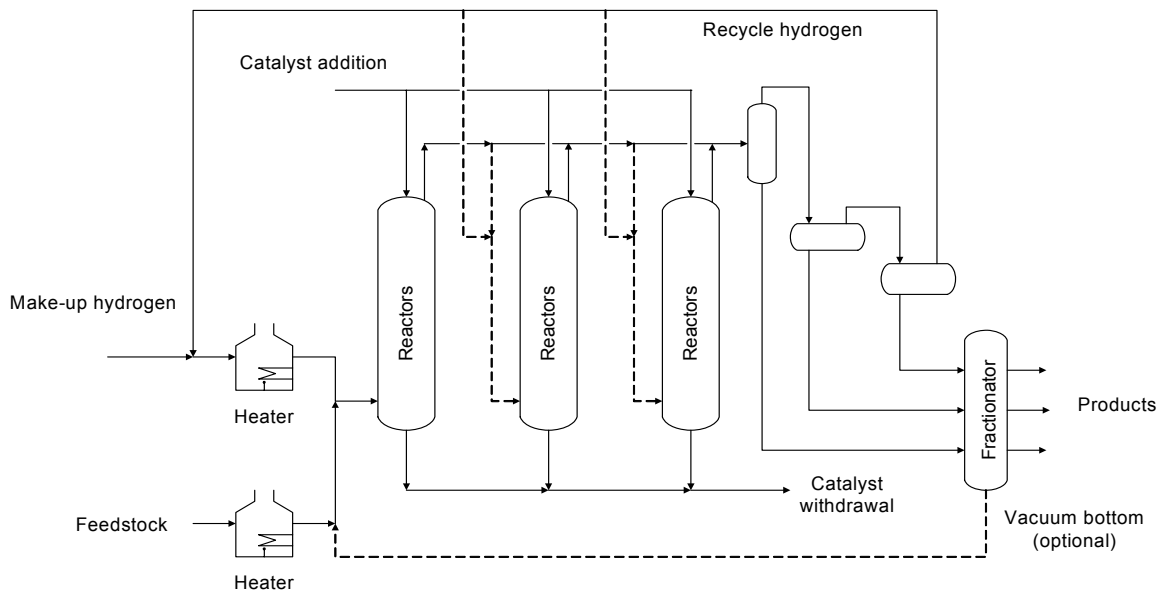 Recycle hydrogen
Catalyst addition
Make-up hydrogen
Reactors
Reactors
Reactors
Heater
Fractionator
Products
Catalyst
withdrawal
Feedstock
Vacuum bottom
(optional)
Heater